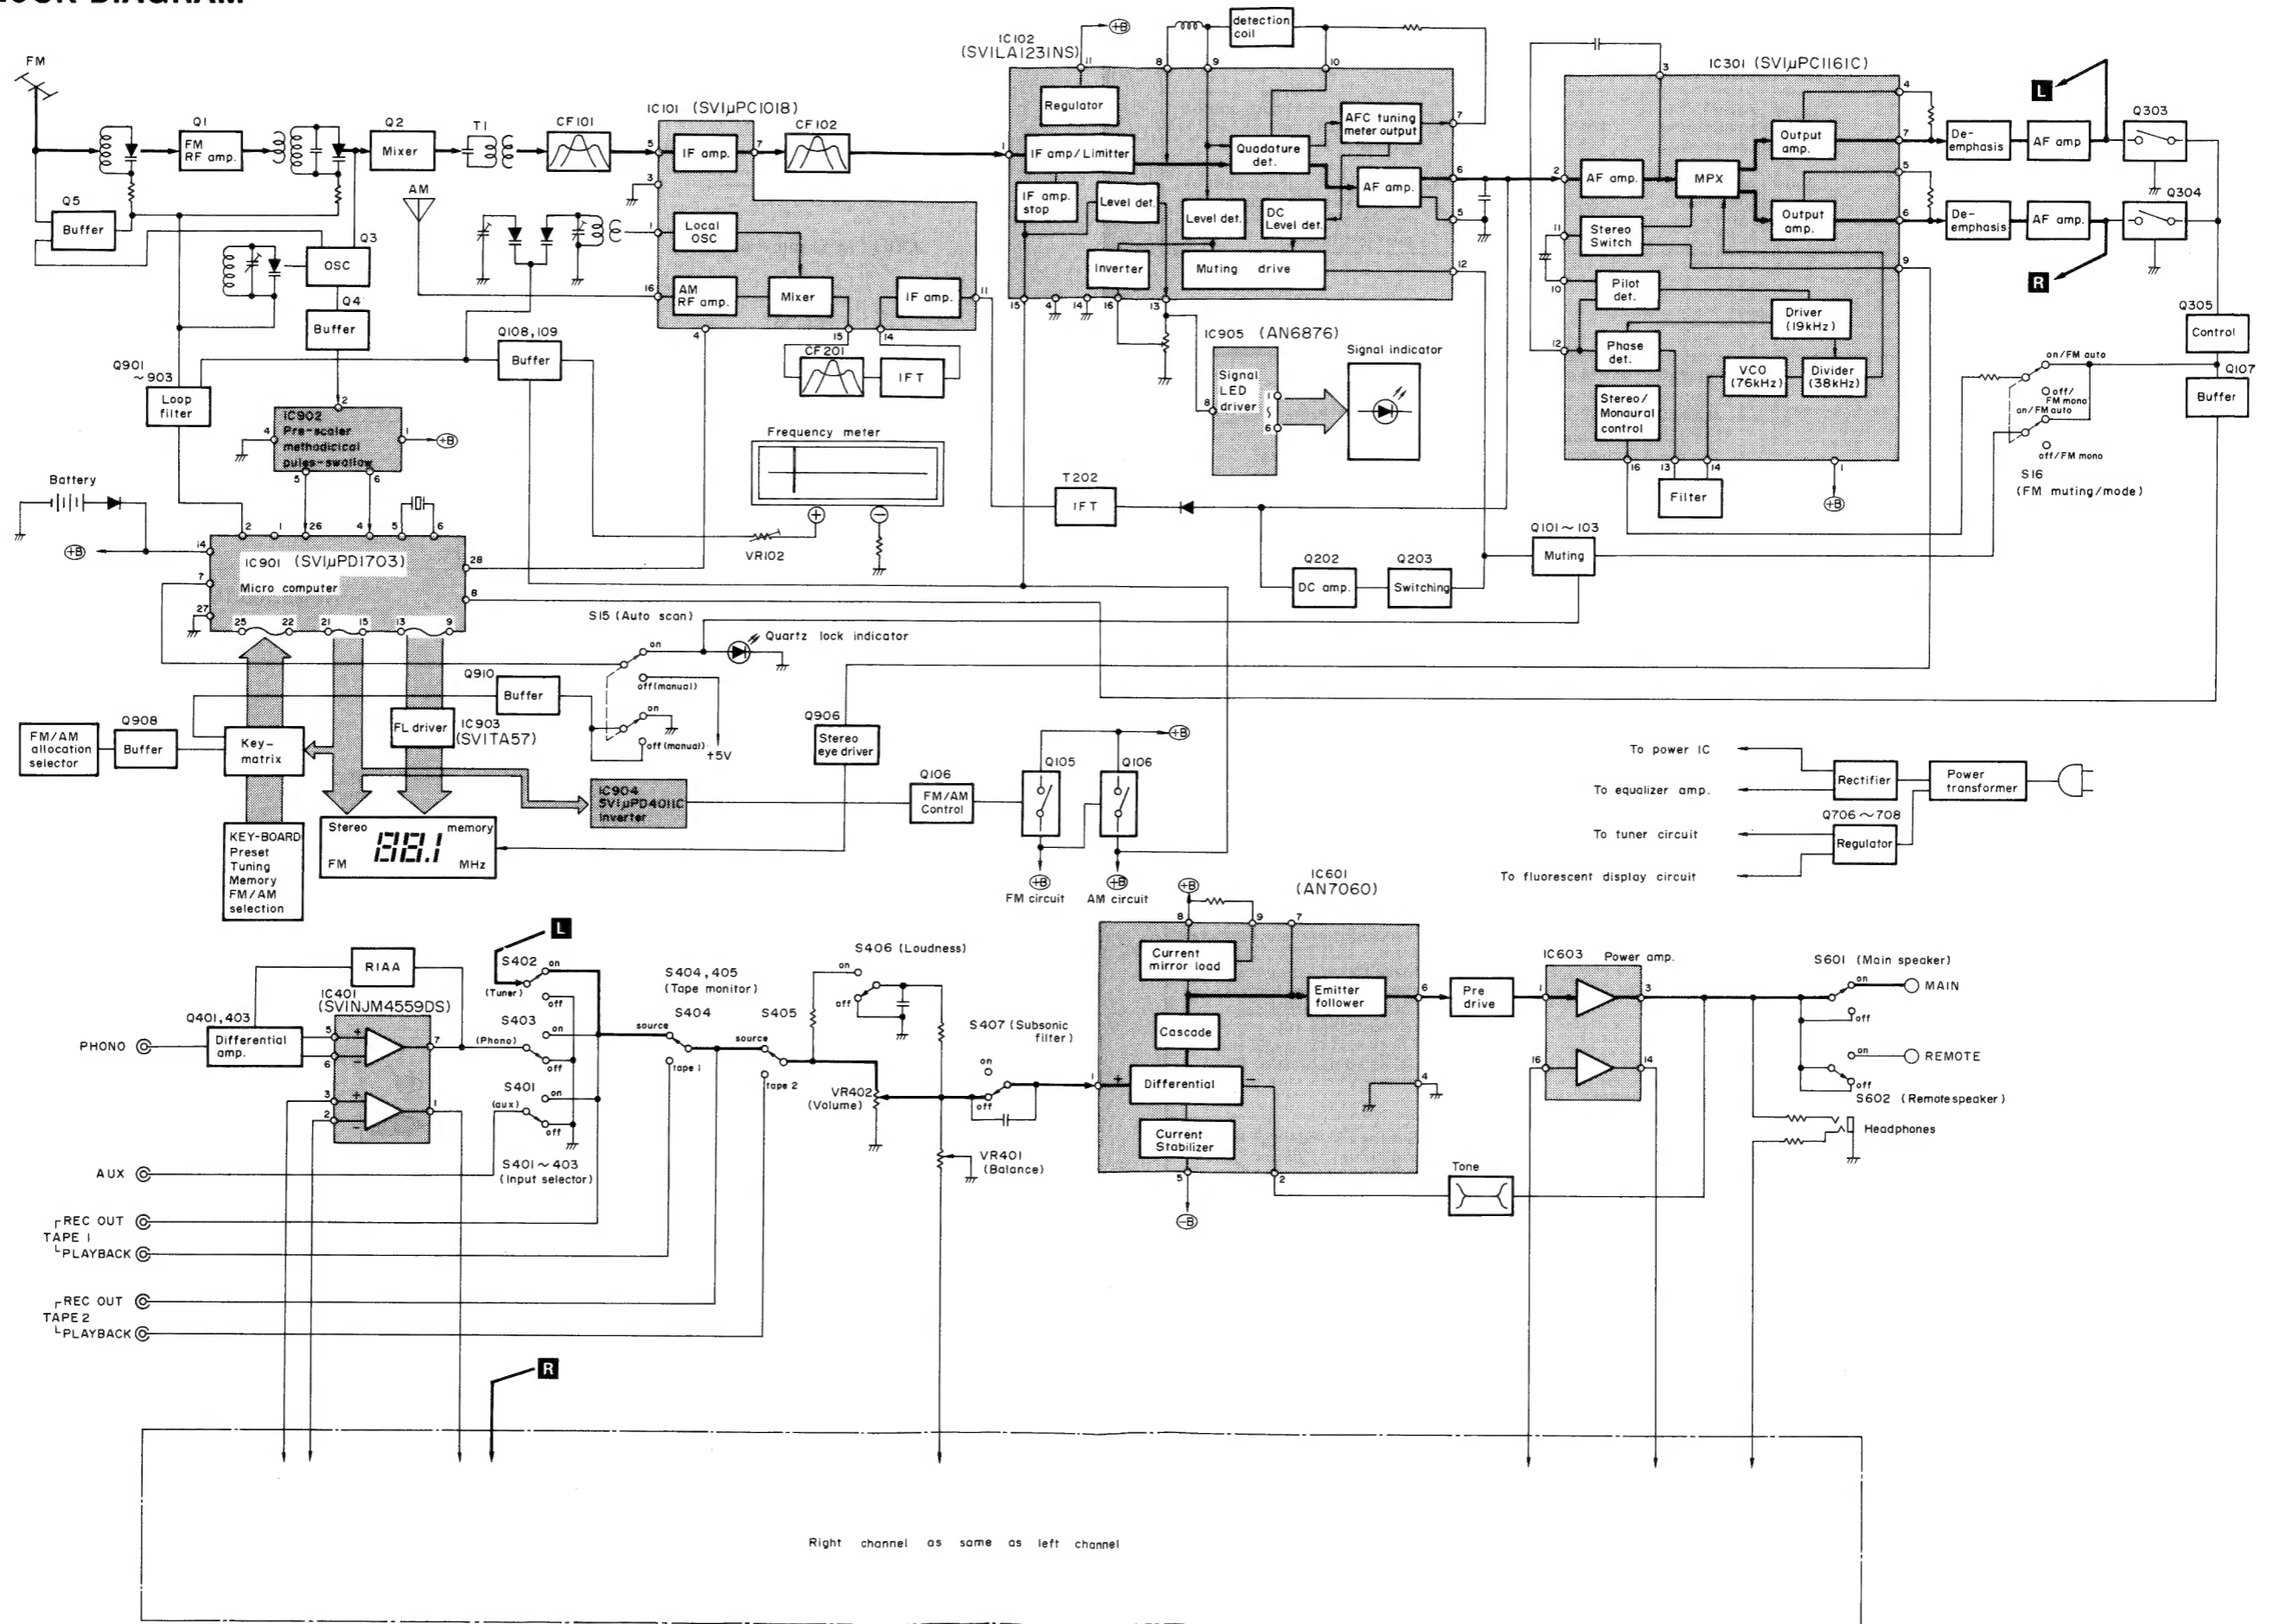 FM
Q1
FM
RF amp.
Q2
Mixer
T1
CF101
IC101 (SVIµPC1018)
IF amp.
CF102
IC102
(SVILA1231NS)
+B
detection
coil
IC301 (SVIµPC1161C)
Regulator
AFC tuning
meter output
IF amp/Limitter
Quadature
det.
IF amp.
stop
Level det.
Level det.
DC
Level det.
AF amp.
Inverter
Muting drive
AF amp.
MPX
Output
amp.
Output
amp.
Stereo
Switch
Pilot
det.
Driver
(19kHz)
Phase
det.
VCO
(76kHz)
Divider
(38kHz)
Stereo/
Monaural
control
Filter
L
De-
emphasis
AF amp
Q303
De-
emphasis
AF amp.
Q304
R
Q305
Control
Q107
Buffer
on/FM auto
off/
FM mono
on/FM auto
off/FM mono
S16
(FM muting/mode)
AM
Q5
Buffer
Q3
OSC
Q4
Buffer
Local
OSC
AM
RF amp.
Mixer
IF amp.
CF201
IFT
Q108,109
Buffer
Q901
~903
Loop
filter
IC902
Pre-scaler
methodicical
pules-swallow
+B
Battery
+B
IC901 (SVIµPD1703)
Micro computer
Frequency meter
VR102
IC905 (AN6876)
Signal
LED
driver
Signal indicator
T202
IFT
Q202
DC amp.
Q203
Switching
Q101~103
Muting
+B
S15 (Auto scan)
on
Quartz lock indicator
off(manual)
on
off(manual)
+5V
Q910
Buffer
FM/AM
allocation
selector
Q908
Buffer
Key-
matrix
FL driver
IC903
(SVITA57)
KEY-BOARD
Preset
Tuning
Memory
FM/AM
selection
Stereo
memory
88.1
FM
MHz
IC904
SVIµPD4011C
Inverter
Q906
Stereo
eye driver
Q106
FM/AM
Control
Q105
Q106
+B
+B
FM circuit
+B
AM circuit
To power IC
To equalizer amp.
To tuner circuit
To fluorescent display circuit
Rectifier
Q706~708
Regulator
Power
transformer
RIAA
IC401
(SVINJM4559DS)
Q401,403
Differential
amp.
PHONO
AUX
REC OUT
TAPE 1
PLAYBACK
REC OUT
TAPE2
PLAYBACK
L
S402
on
(Tuner)
off
S403
on
(Phono)
off
S401
on
(aux)
off
S401~403
(Input selector)
S404,405
(Tape monitor)
S404
source
tape 1
S405
source
tape 2
S406 (Loudness)
on
off
VR402
(Volume)
S407 (Subsonic
filter)
on
off
VR401
(Balance)
IC601
(AN7060)
+B
Current
mirror load
Emitter
follower
Cascade
Differential
Current
Stabilizer
-B
Pre
drive
IC603
Power amp.
Tone
S601 (Main speaker)
on
MAIN
off
on
REMOTE
off
S602 (Remote speaker)
Headphones
R
Right channel as same as left channel